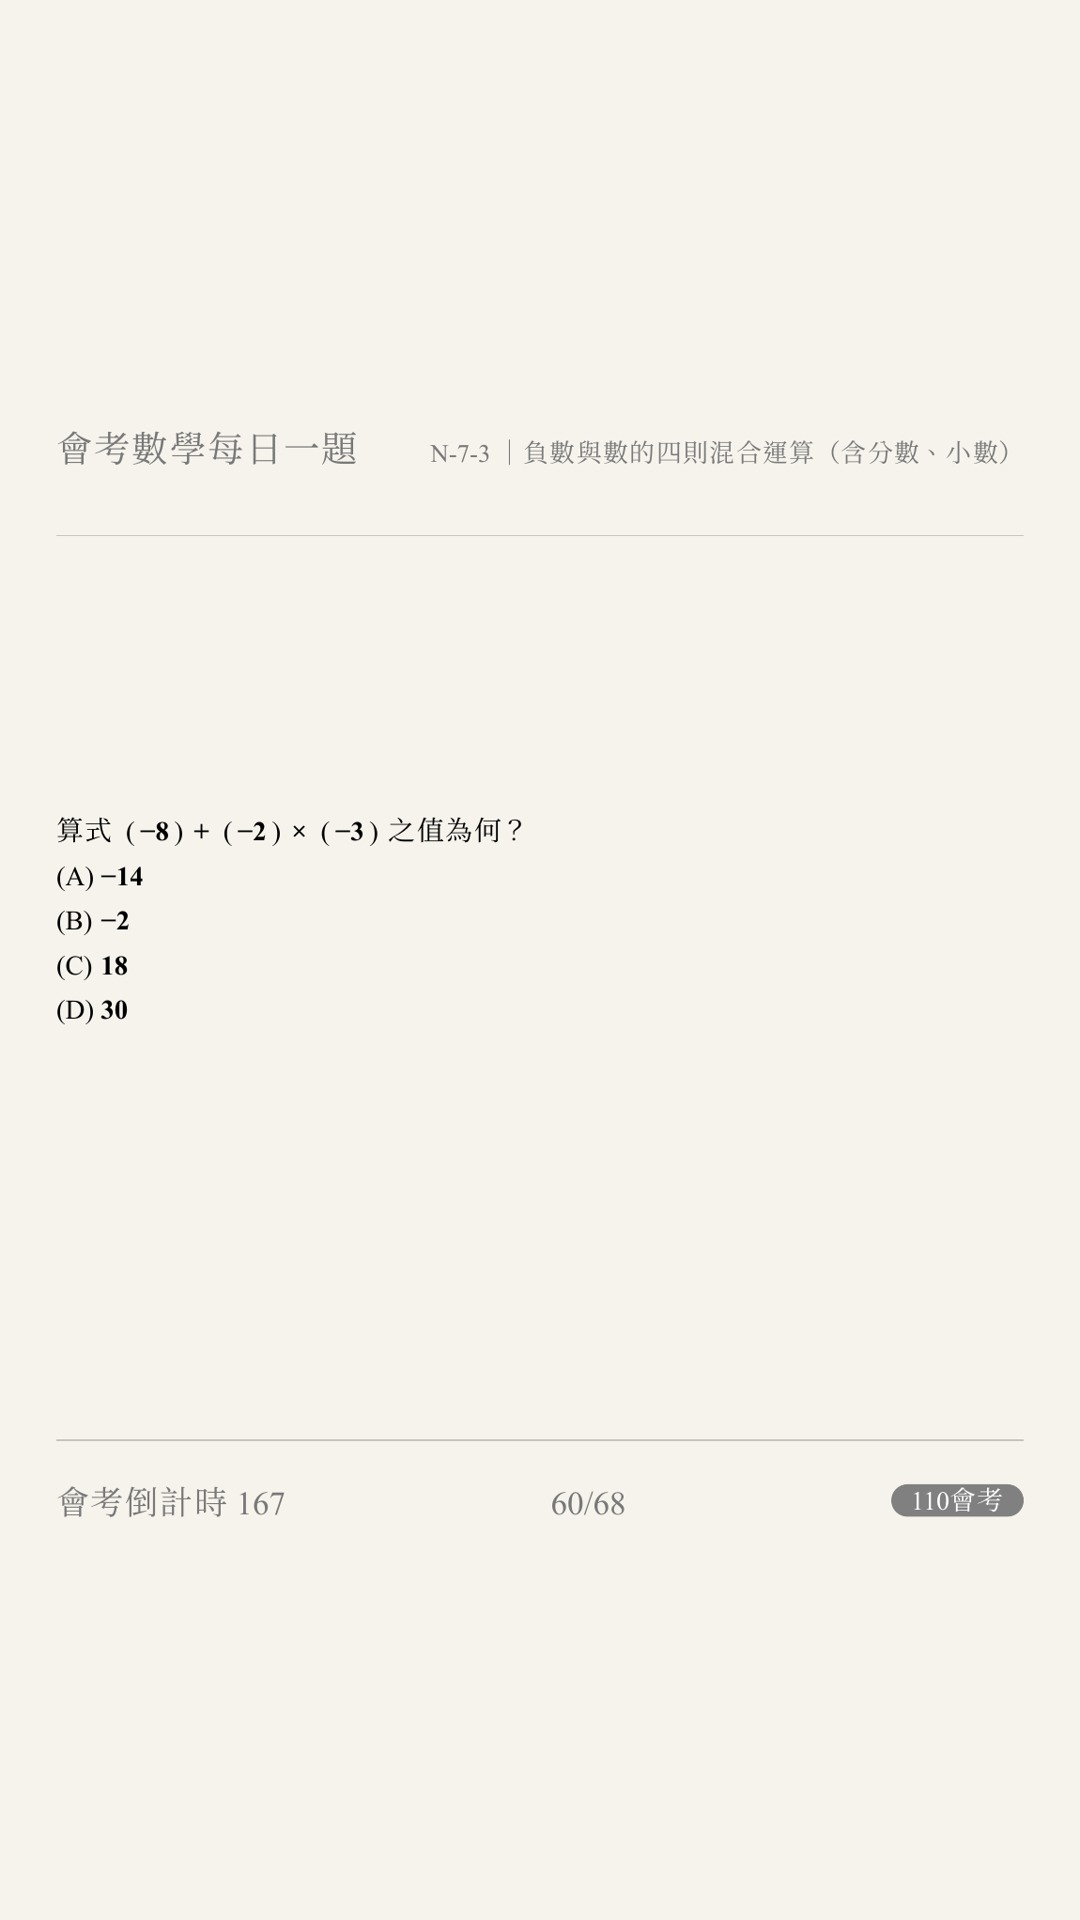 會考數學每日一題
N-7-3｜負數與數的四則混合運算（含分數、小數）
算式 (−8) + (−2) × (−3) 之值為何？
(A) −14
(B) −2
(C) 18
(D) 30
會考倒計時 167
60/68
110會考